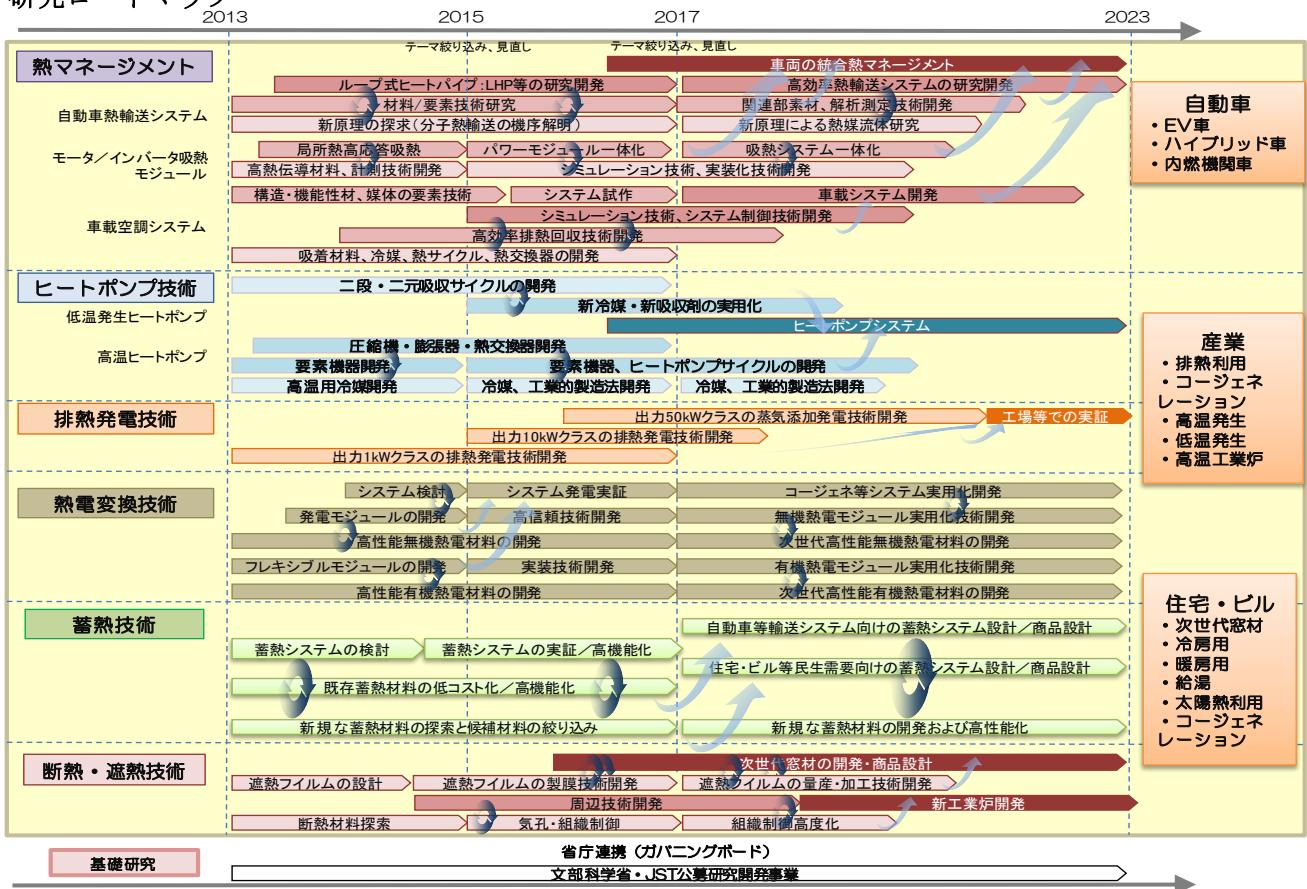 研究ロードマップ
2013 2015 2017 2023
テーマ絞り込み、見直し テーマ絞り込み、見直し
熱マネージメント
車両の統合熱マネージメント
ループ式ヒートパイプ:LHP等の研究開発 高効率熱輸送システムの研究開発
自動車熱輸送システム
材料/要素技術研究 関連部素材、解析測定技術開発
新原理の探求(分子熱輸送の機序解明) 新原理による熱媒流体研究
モータ/インバータ吸熱
モジュール
局所熱高応答吸熱 パワーモジュール一体化 吸熱システム一体化
高熱伝導材料、計測技術開発 シミュレーション技術、実装化技術開発
構造・機能性材、媒体の要素技術 システム試作 車載システム開発
車載空調システム
シミュレーション技術、システム制御技術開発
高効率排熱回収技術開発
吸着材料、冷媒、熱サイクル、熱交換器の開発
自動車
・EV車
・ハイブリッド車
・内燃機関車
ヒートポンプ技術
二段・二元吸収サイクルの開発
新冷媒・新吸収剤の実用化
低温発生ヒートポンプ
ヒートポンプシステム
高温ヒートポンプ
圧縮機・膨張器・熱交換器開発
要素機器開発 要素機器、ヒートポンプサイクルの開発
高温用冷媒開発 冷媒、工業的製造法開発 冷媒、工業的製造法開発
産業
・排熱利用
・コージェネ
レーション
・高温発生
・低温発生
・高温工業炉
排熱発電技術
出力50kWクラスの蒸気添加発電技術開発 工場等での実証
出力10kWクラスの排熱発電技術開発
出力1kWクラスの排熱発電技術開発
熱電変換技術
システム検討 システム発電実証 コージェネ等システム実用化開発
発電モジュールの開発 高信頼技術開発 無機熱電モジュール実用化技術開発
高性能無機熱電材料の開発 次世代高性能無機熱電材料の開発
フレキシブルモジュールの開発 実装技術開発 有機熱電モジュール実用化技術開発
高性能有機熱電材料の開発 次世代高性能有機熱電材料の開発
蓄熱技術
自動車等輸送システム向けの蓄熱システム設計/商品設計
蓄熱システムの検討 蓄熱システムの実証/高機能化
住宅・ビル等民生需要向けの蓄熱システム設計/商品設計
既存蓄熱材料の低コスト化/高機能化
新規な蓄熱材料の探索と候補材料の絞り込み 新規な蓄熱材料の開発および高性能化
住宅・ビル
・次世代窓材
・冷房用
・暖房用
・給湯
・太陽熱利用
・コージェネ
レーション
断熱・遮熱技術
次世代窓材の開発・商品設計
遮熱フイルムの設計 遮熱フイルムの製膜技術開発 遮熱フイルムの量産・加工技術開発
周辺技術開発 新工業炉開発
断熱材料探索 気孔・組織制御 組織制御高度化
基礎研究
省庁連携(ガバニングボード)
文部科学省・JST公募研究開発事業